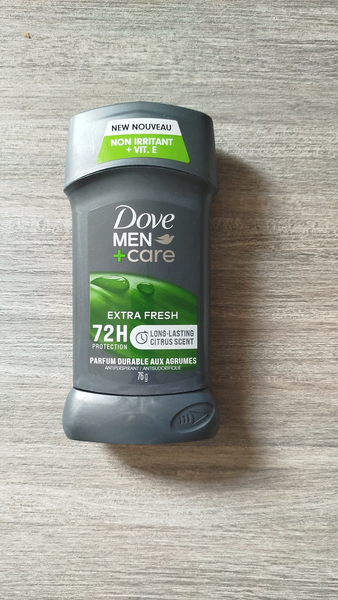 NEW NOUVEAU
NON IRRITANT
+ VIT. E
Dove
MEN
+care
EXTRA FRESH
72H
PROTECTION
LONG-LASTING
CITRUS SCENT
PARFUM DURABLE AUX AGRUMES
ANTIPERSPIRANT / ANTISUDORIFIQUE
76 g